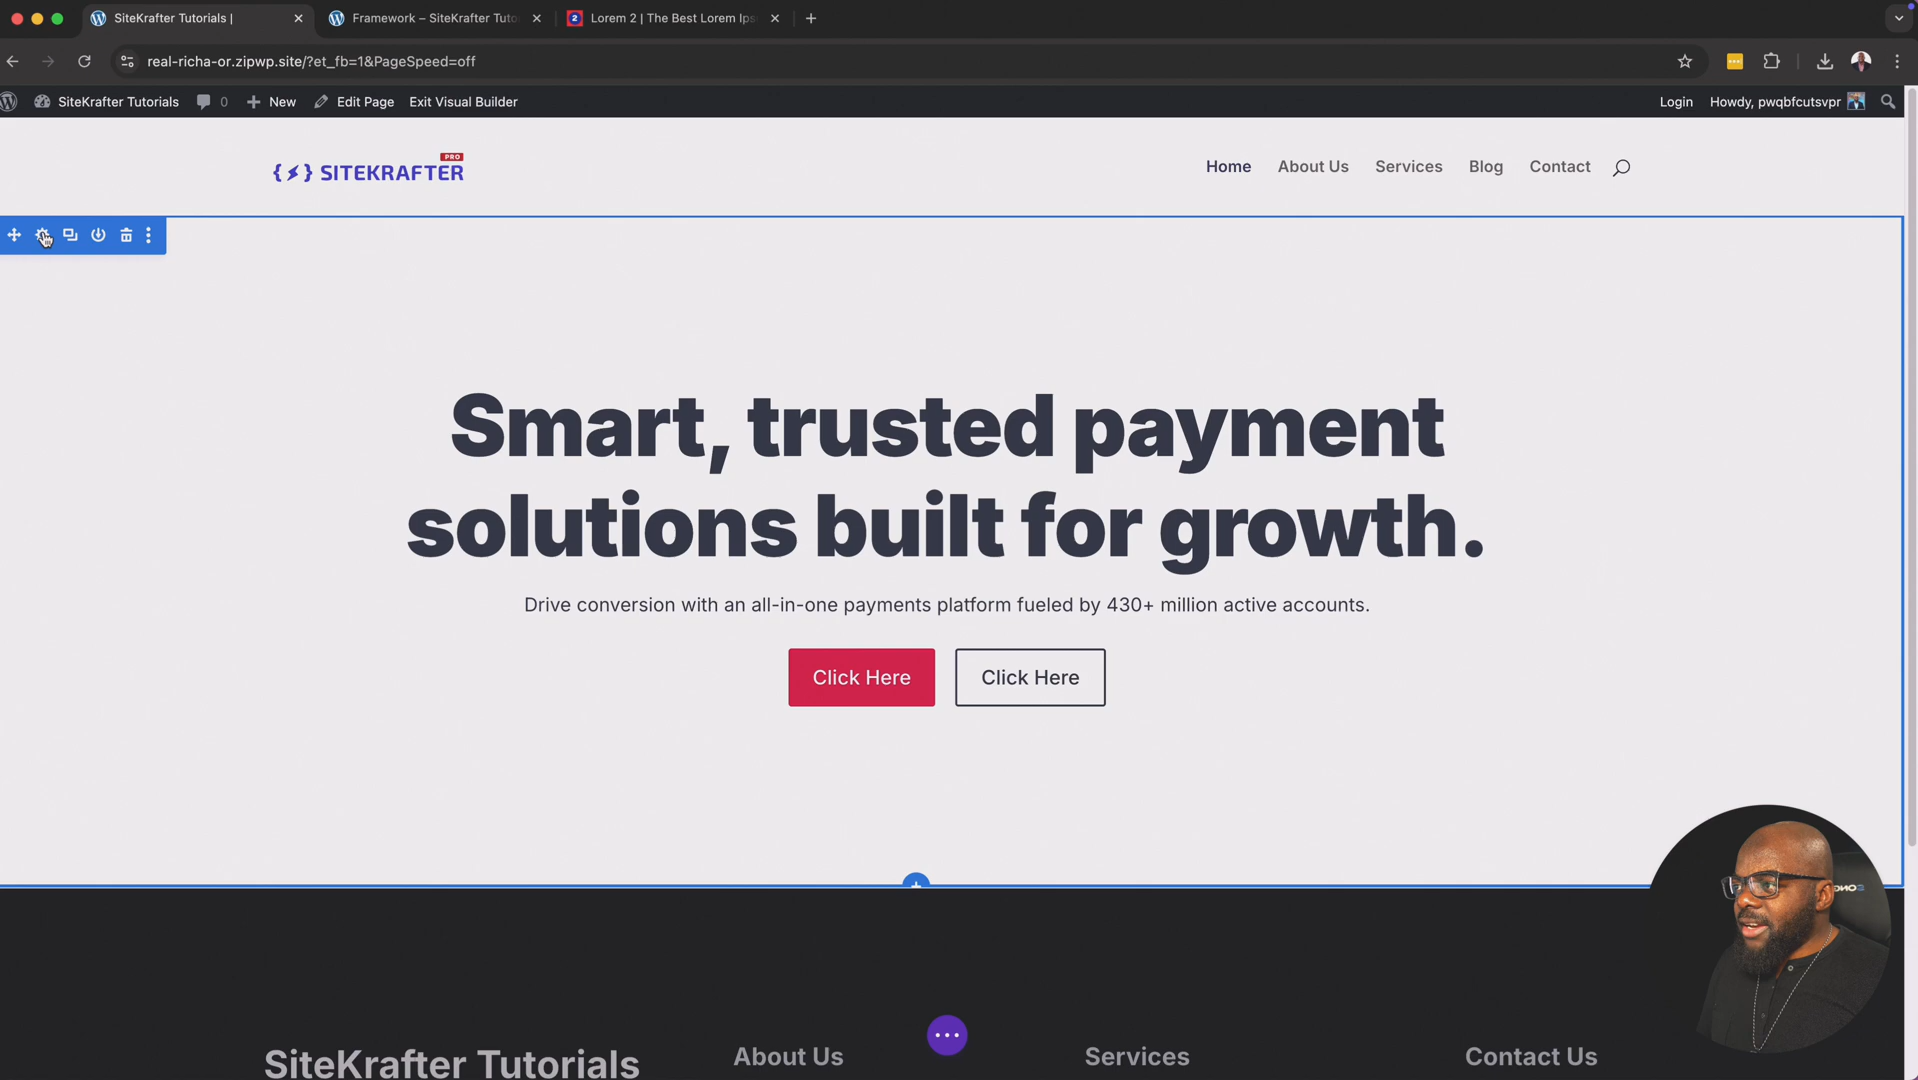 SiteKrafter Tutorials |
Framework – SiteKrafter Tuto
Lorem 2 | The Best Lorem Ips
real-richa-or.zipwp.site/?et_fb=1&PageSpeed=off
SiteKrafter Tutorials 0 New Edit Page Exit Visual Builder Login Howdy, pwqbfcutsvpr
PRO
{⚡} SITEKRAFTER
Home About Us Services Blog Contact
Smart, trusted payment
solutions built for growth.
Drive conversion with an all-in-one payments platform fueled by 430+ million active accounts.
Click Here Click Here
SiteKrafter Tutorials About Us Services Contact Us